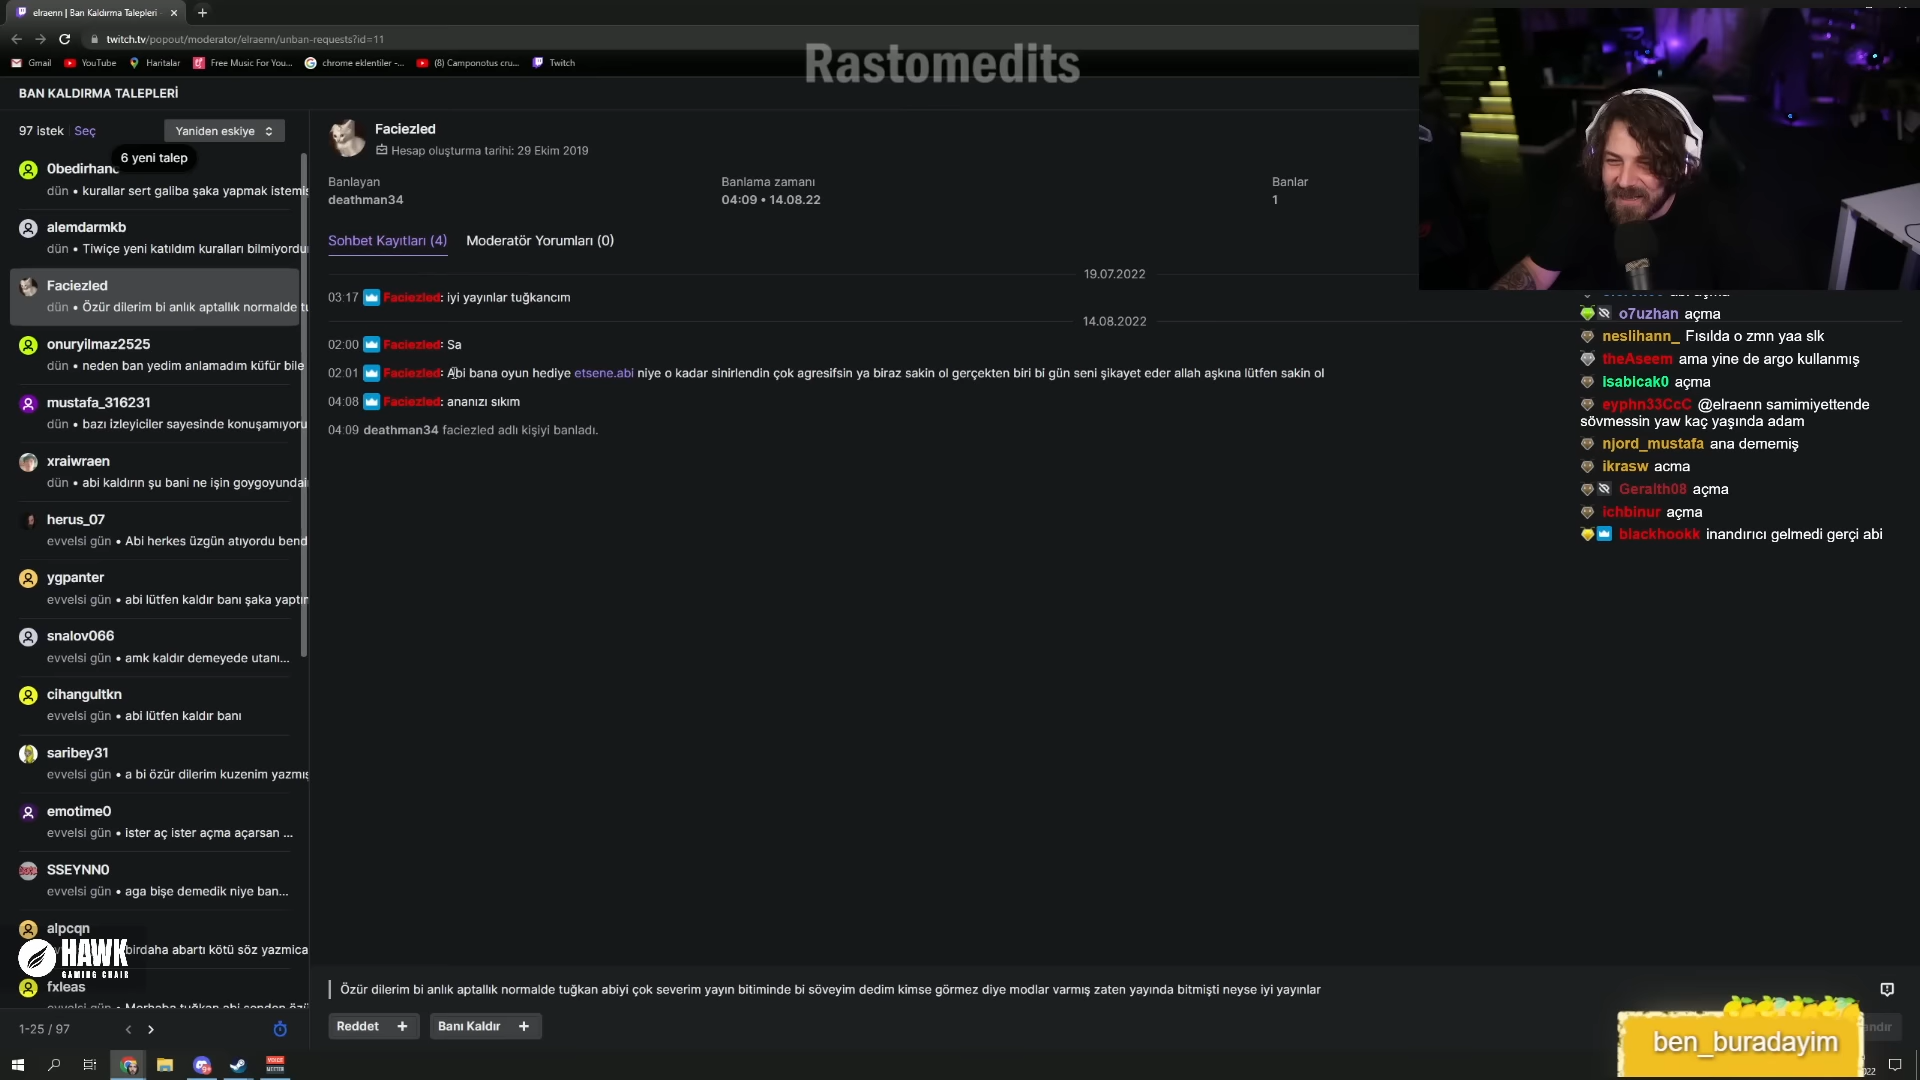 elraenn | Ban Kaldırma Talepleri
twitch.tv/popout/moderator/elraenn/unban-requests?id=11
Gmail
YouTube
Haritalar
Free Music For You...
chrome eklentiler -...
(8) Camponotus cru...
Twitch
Rastomedits
BAN KALDIRMA TALEPLERİ
97 istek
Seç
Yaniden eskiye
6 yeni talep
dün • kurallar sert galiba şaka yapmak istemiş
alemdarmkb
dün • Tiwiçe yeni katıldım kuralları bilmiyordu
Faciezled
dün • Özür dilerim bi anlık aptallık normalde tu
onuryilmaz2525
dün • neden ban yedim anlamadım küfür bile
mustafa_316231
dün • bazı izleyiciler sayesinde konuşamıyoru
xraiwraen
dün • abi kaldırın şu bani ne işin goygoyundai
herus_07
evvelsi gün • Abi herkes üzgün atıyordu bend
ygpanter
evvelsi gün • abi lütfen kaldır banı şaka yaptır
snalov066
evvelsi gün • amk kaldır demeyede utanı...
cihangultkn
evvelsi gün • abi lütfen kaldır banı
saribey31
evvelsi gün • a bi özür dilerim kuzenim yazmış
emotime0
evvelsi gün • ister aç ister açma açarsan ...
SSEYNN0
evvelsi gün • aga bişe demedik niye ban...
alpcqn
birdaha abartı kötü söz yazmica
HAWK
GAMING CHAIR
fxleas
1-25 / 97
Faciezled
Hesap oluşturma tarihi: 29 Ekim 2019
Banlayan
deathman34
Banlama zamanı
04:09 • 14.08.22
Banlar
1
Sohbet Kayıtları (4)
Moderatör Yorumları (0)
19.07.2022
03:17 Faciezled: iyi yayınlar tuğkancım
14.08.2022
02:00 Faciezled: Sa
02:01 Faciezled: Abi bana oyun hediye etsene.abi niye o kadar sinirlendin çok agresifsin ya biraz sakin ol gerçekten biri bi gün seni şikayet eder allah aşkına lütfen sakin ol
04:08 Faciezled: ananızı sıkım
04:09 deathman34 faciezled adlı kişiyi banladı.
Özür dilerim bi anlık aptallık normalde tuğkan abiyi çok severim yayın bitiminde bi söveyim dedim kimse görmez diye modlar varmış zaten yayında bitmişti neyse iyi yayınlar
Reddet +
Banı Kaldır +
o7uzhan açma
neslihann_ Fısılda o zmn yaa slk
theAseem ama yine de argo kullanmış
isabicak0 açma
eyphn33CcC @elraenn samimiyettende
sövmessin yaw kaç yaşında adam
njord_mustafa ana dememiş
ikrasw acma
Geraith08 açma
ichbinur açma
blackhookk inandırıcı gelmedi gerçi abi
ben_buradayim